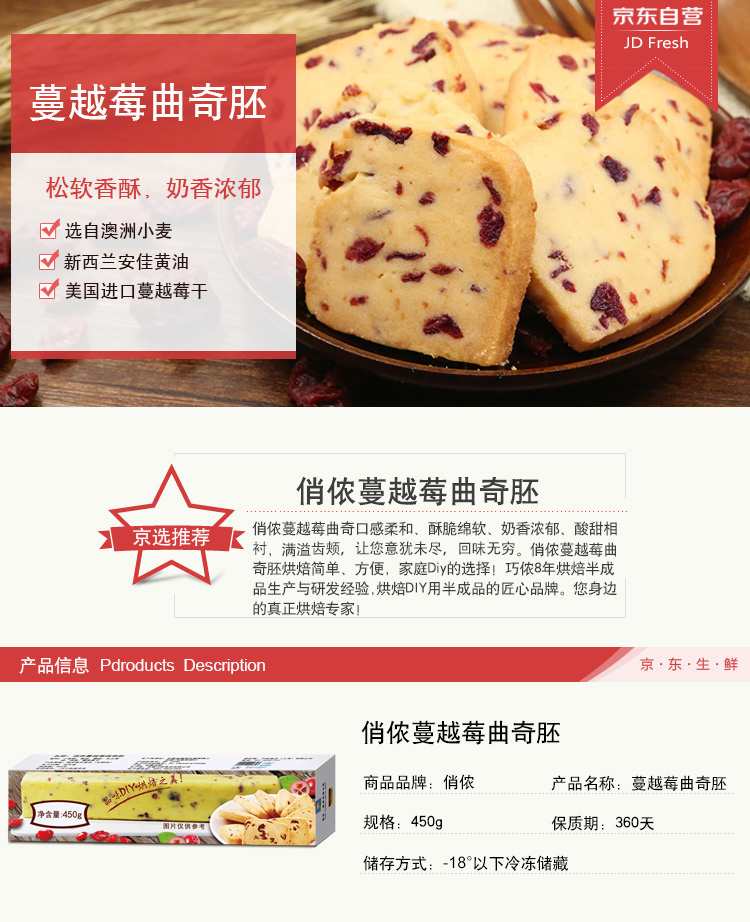 京东自营
JD Fresh
蔓越莓曲奇胚
松软香酥，奶香浓郁
选自澳洲小麦
新西兰安佳黄油
美国进口蔓越莓干
俏侬蔓越莓曲奇胚
京选推荐
俏侬蔓越莓曲奇口感柔和、酥脆绵软、奶香浓郁、酸甜相
衬，满溢齿颊，让您意犹未尽，回味无穷。俏侬蔓越莓曲
奇胚烘焙简单、方便，家庭Diy的选择！巧侬8年烘焙半成
品生产与研发经验,烘焙DIY用半成品的匠心品牌。您身边
的真正烘焙专家！
产品信息 Pdroducts Description
京·东·生·鲜
俏侬蔓越莓曲奇胚
商品品牌：俏侬
产品名称：蔓越莓曲奇胚
规格：450g
保质期：360天
储存方式：-18°以下冷冻储藏
品味DIY烘焙之美！
净含量:450g
图片仅供参考